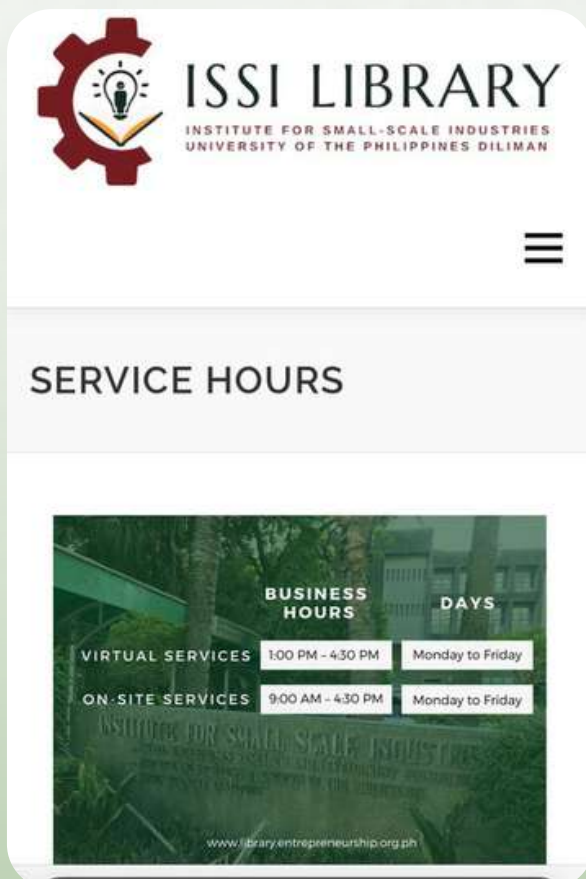 ISSI LIBRARY
INSTITUTE FOR SMALL-SCALE INDUSTRIES
UNIVERSITY OF THE PHILIPPINES DILIMAN
SERVICE HOURS
BUSINESS HOURS DAYS
VIRTUAL SERVICES 1:00 PM – 4:30 PM Monday to Friday
ON-SITE SERVICES 9:00 AM – 4:30 PM Monday to Friday
INSTITUTE FOR SMALL SCALE INDUSTRIES
www.library.entrepreneurship.org.ph